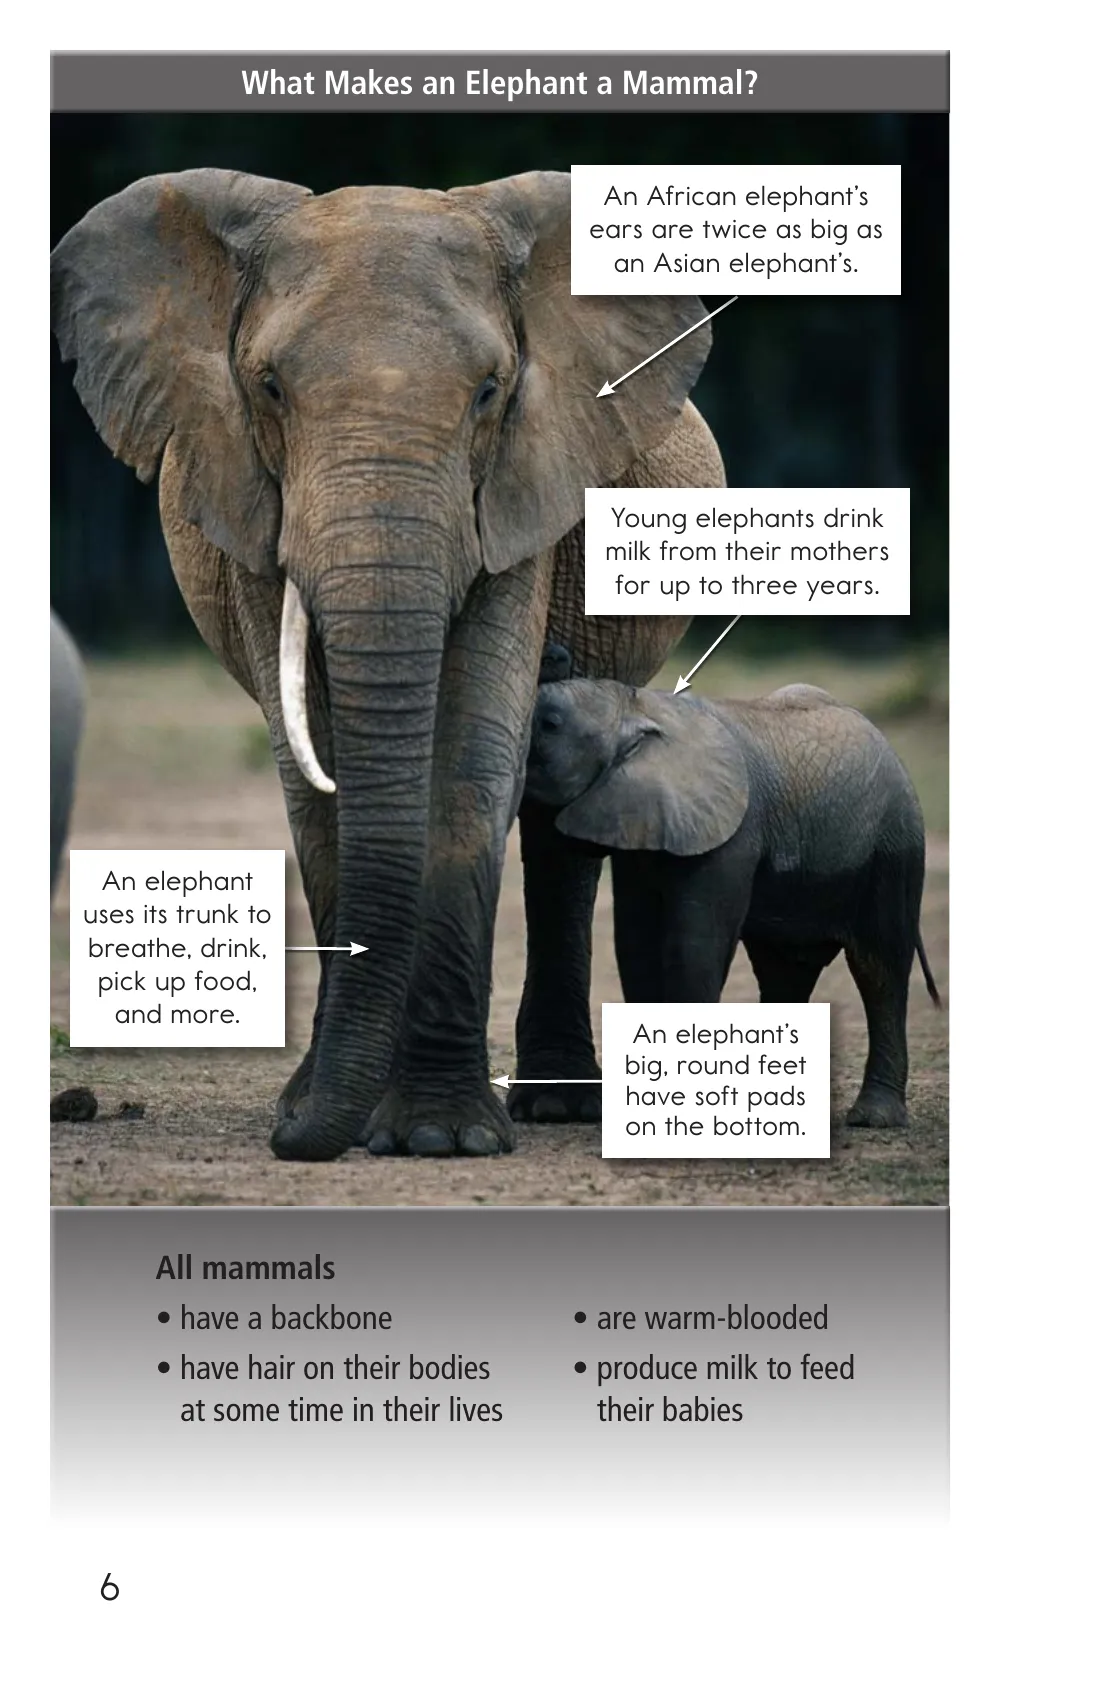 What Makes an Elephant a Mammal?
An African elephant’s
ears are twice as big as
an Asian elephant’s.
Young elephants drink
milk from their mothers
for up to three years.
An elephant
uses its trunk to
breathe, drink,
pick up food,
and more.
An elephant’s
big, round feet
have soft pads
on the bottom.
All mammals
• have a backbone
• have hair on their bodies
at some time in their lives
• are warm-blooded
• produce milk to feed
their babies
6